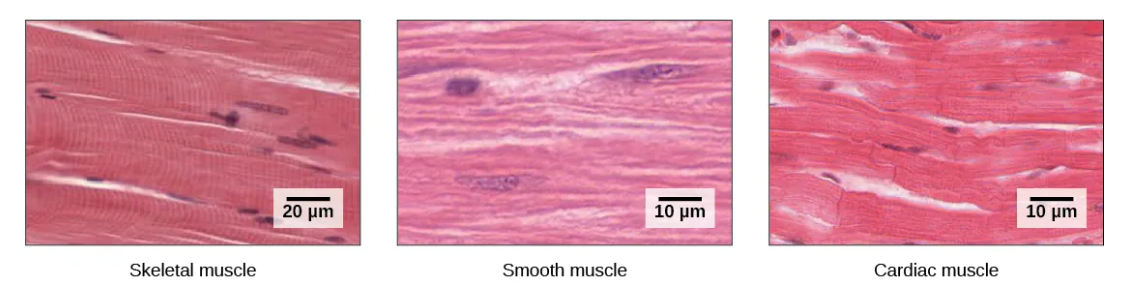 20 µm
10 µm
10 µm
Skeletal muscle
Smooth muscle
Cardiac muscle